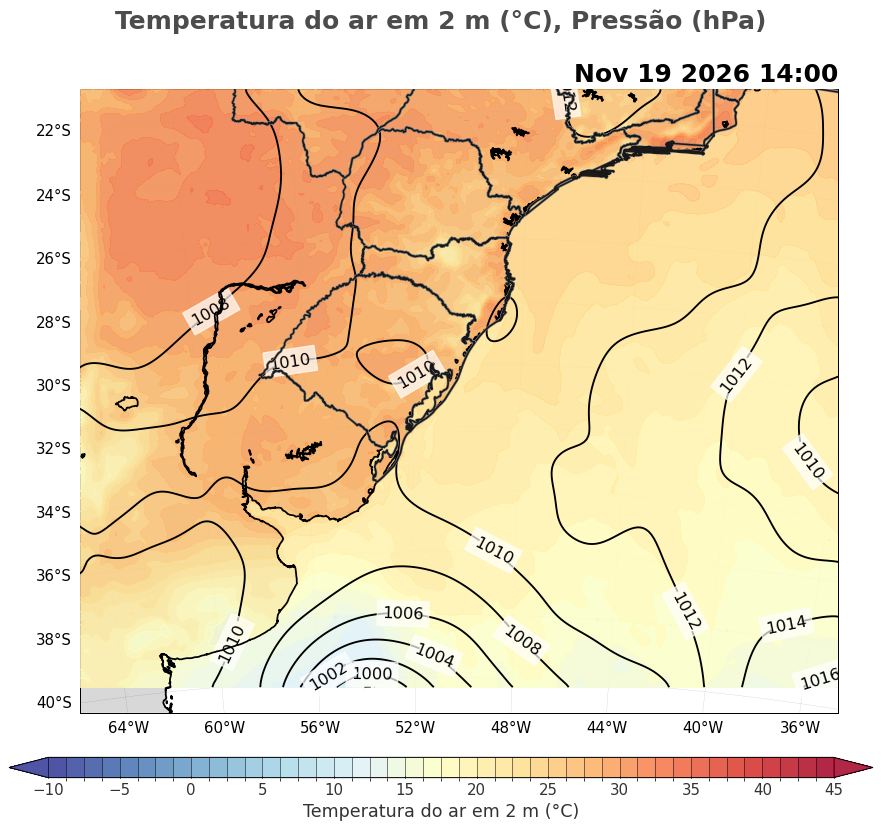 Temperatura do ar em 2 m (°C), Pressão (hPa)
Nov 19 2026 14:00
22°S
24°S
26°S
28°S
30°S
32°S
34°S
36°S
38°S
40°S
1008
1010
1010
1012
1010
1010
1010
1006
1008
1004
1002
1000
1012
1014
1016
64°W 60°W 56°W 52°W 48°W 44°W 40°W 36°W
−10 −5 0 5 10 15 20 25 30 35 40 45
Temperatura do ar em 2 m (°C)